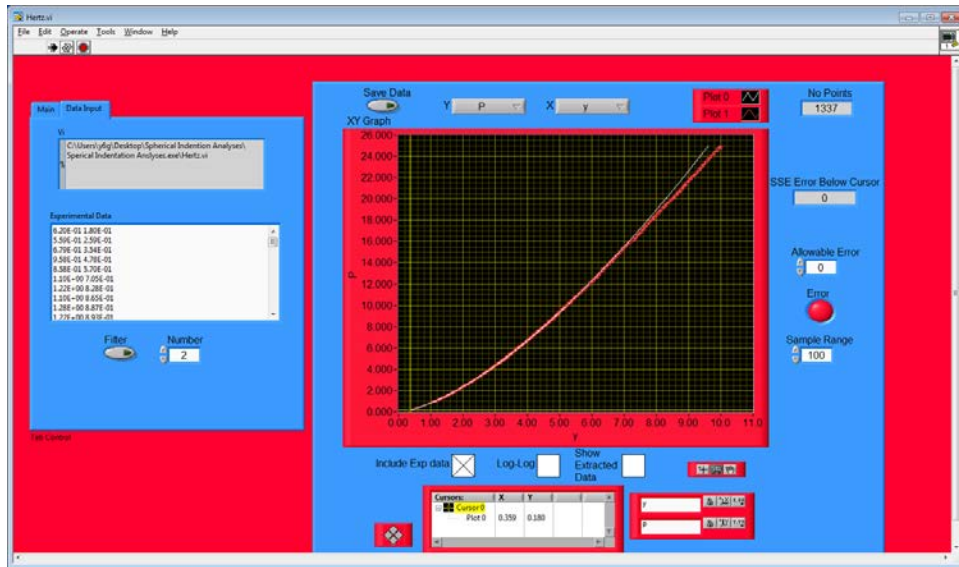 Hertz.vi
File Edit Operate Tools Window Help
Main Data Input
Vi
C:\Users\yfig\Desktop\Spherical Indention Analyses\
Sperical Indentation Anslyses.exe\Hertz.vi
Experimental Data
6.20E-01 1.80E-01
5.59E-01 2.59E-01
6.79E-01 3.54E-01
9.58E-01 4.78E-01
8.58E-01 5.70E-01
1.10E+00 7.05E-01
1.22E+00 8.28E-01
1.10E+00 8.65E-01
1.28E+00 8.87E-01
1.27E+00 8.93E-01
Filter Number
2
Tab Control
Save Data
Y P X y
Plot 0
Plot 1
No Points
1337
XY Graph
26.000
24.000
22.000
20.000
18.000
16.000
14.000
12.000
10.000
8.000
6.000
4.000
2.000
0.000
P
0.00 1.00 2.00 3.00 4.00 5.00 6.00 7.00 8.00 9.00 10.0 11.0
Y
SSE Error Below Cursor
0
Allowable Error
0
Error
Sample Range
100
Include Exp data Log-Log Show
Extracted
Data
Cursors: X Y
Cursor 0
Plot 0 0.359 0.180
y
P